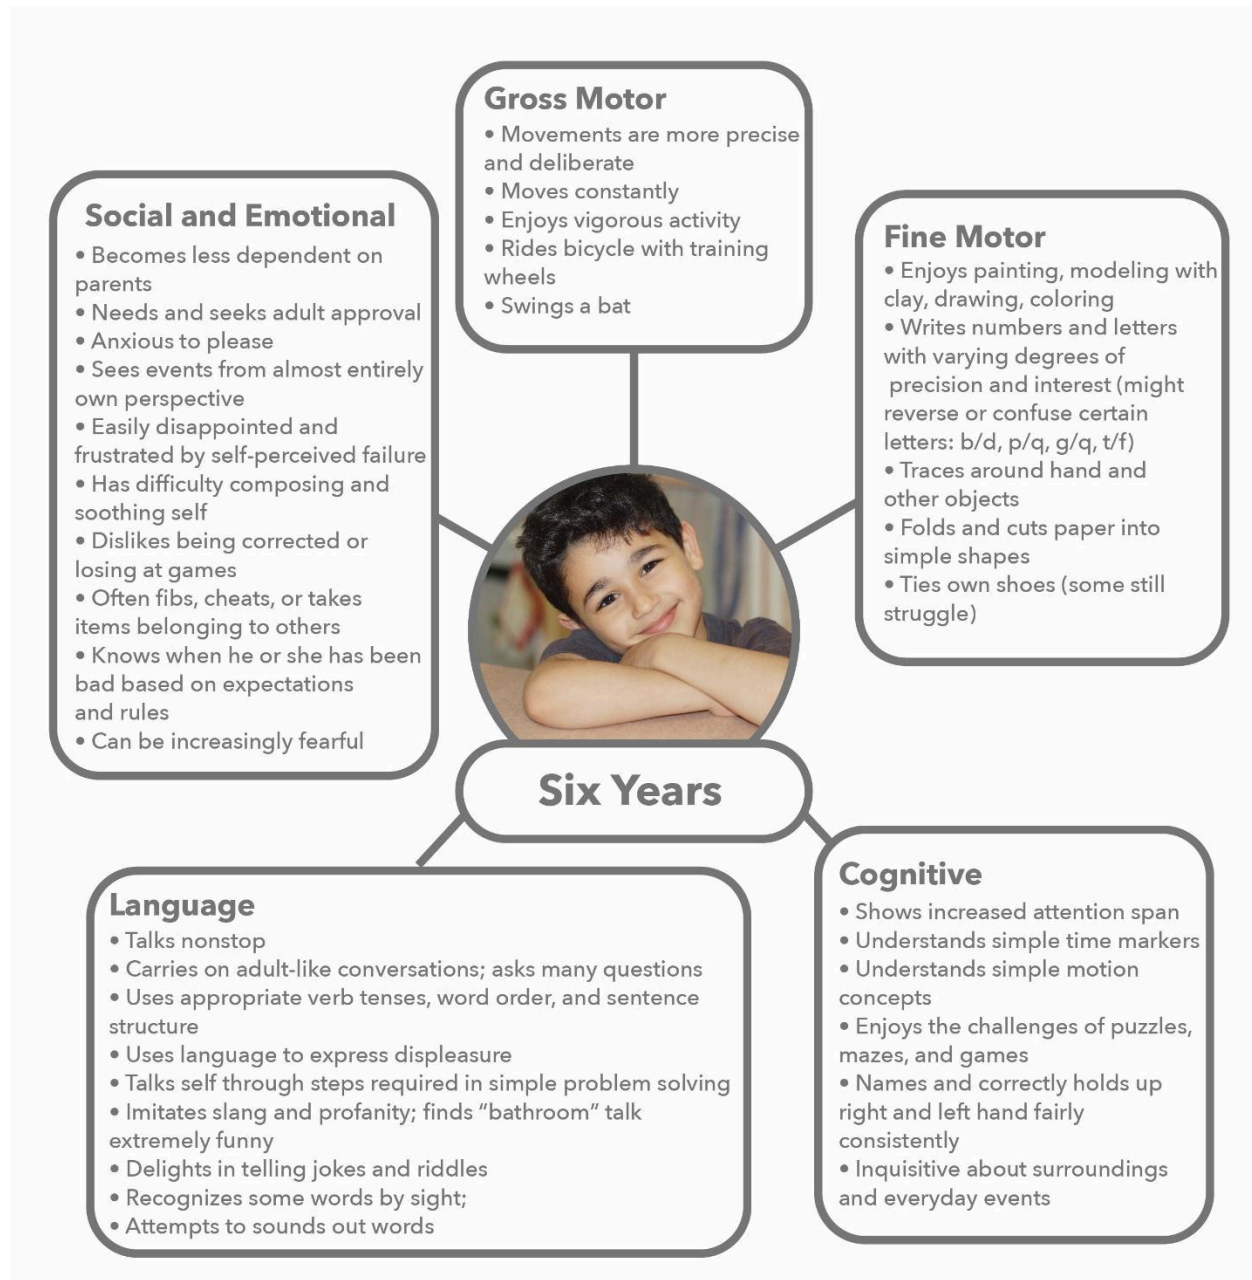 Gross Motor
• Movements are more precise
and deliberate
• Moves constantly
• Enjoys vigorous activity
• Rides bicycle with training
wheels
• Swings a bat
Social and Emotional
• Becomes less dependent on
parents
• Needs and seeks adult approval
• Anxious to please
• Sees events from almost entirely
own perspective
• Easily disappointed and
frustrated by self-perceived failure
• Has difficulty composing and
soothing self
• Dislikes being corrected or
losing at games
• Often fibs, cheats, or takes
items belonging to others
• Knows when he or she has been
bad based on expectations
and rules
• Can be increasingly fearful
Fine Motor
• Enjoys painting, modeling with
clay, drawing, coloring
• Writes numbers and letters
with varying degrees of
precision and interest (might
reverse or confuse certain
letters: b/d, p/q, g/q, t/f)
• Traces around hand and
other objects
• Folds and cuts paper into
simple shapes
• Ties own shoes (some still
struggle)
Six Years
Language
• Talks nonstop
• Carries on adult-like conversations; asks many questions
• Uses appropriate verb tenses, word order, and sentence
structure
• Uses language to express displeasure
• Talks self through steps required in simple problem solving
• Imitates slang and profanity; finds “bathroom” talk
extremely funny
• Delights in telling jokes and riddles
• Recognizes some words by sight;
• Attempts to sounds out words
Cognitive
• Shows increased attention span
• Understands simple time markers
• Understands simple motion
concepts
• Enjoys the challenges of puzzles,
mazes, and games
• Names and correctly holds up
right and left hand fairly
consistently
• Inquisitive about surroundings
and everyday events